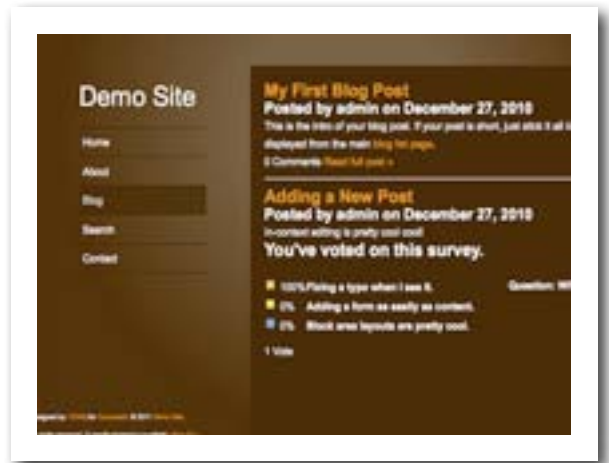 Demo Site
Home
About
Blog
Search
Contact
My First Blog Post
Posted by admin on December 27, 2010
This is the intro of your blog post. If your post is short, just stick it all in
displayed from the main blog list page.
0 Comments Read full post »
Adding a New Post
Posted by admin on December 27, 2010
In-context editing is pretty cool cool!
You've voted on this survey.
100% Fixing a typo when I see it.
Question:
0% Adding a form as easily as content.
0% Block area layouts are pretty cool.
1 Vote